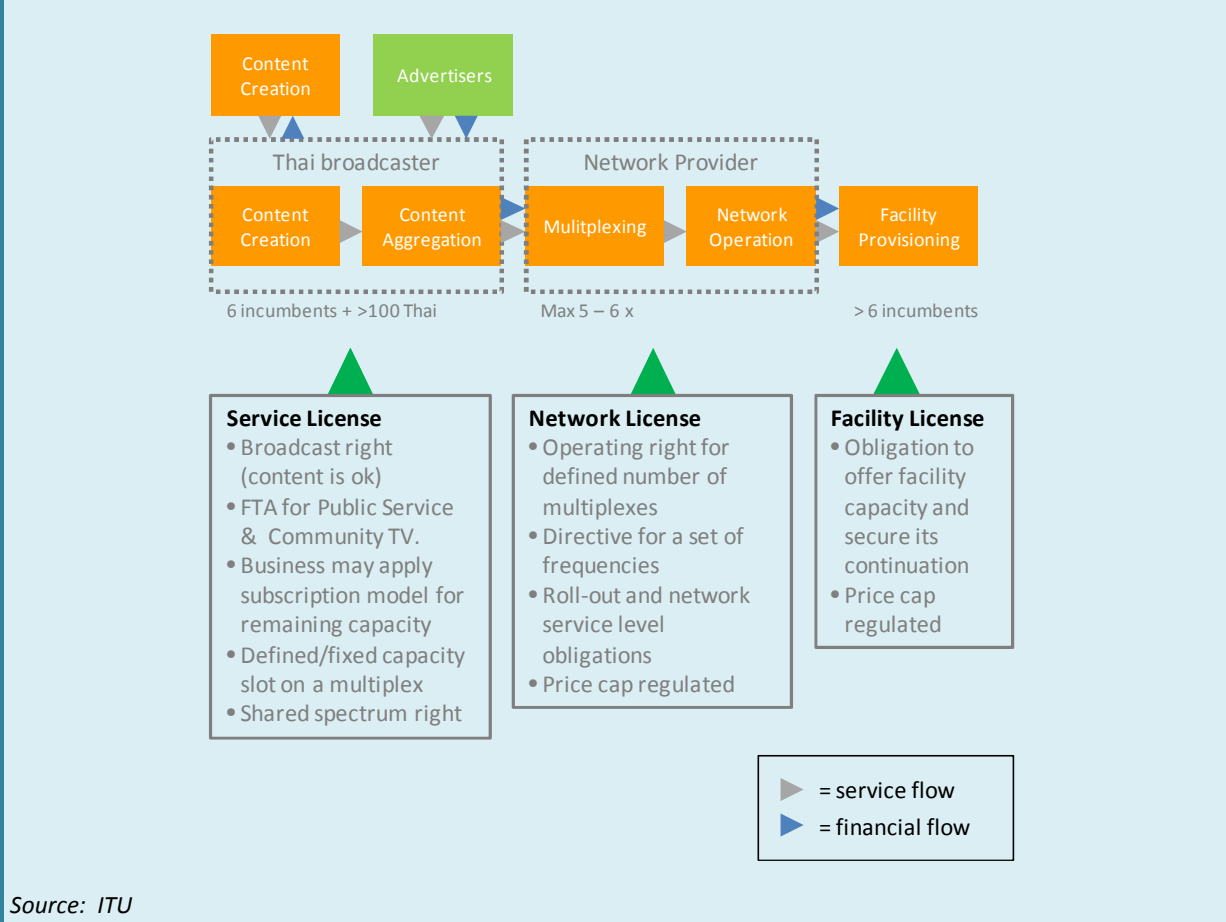 Content
Creation
Advertisers
Thai broadcaster
Network Provider
Content
Creation
Content
Aggregation
Mulitplexing
Network
Operation
Facility
Provisioning
6 incumbents + >100 Thai
Max 5 – 6 x
> 6 incumbents
Service License
• Broadcast right
(content is ok)
• FTA for Public Service
& Community TV.
• Business may apply
subscription model for
remaining capacity
• Defined/fixed capacity
slot on a multiplex
• Shared spectrum right
Network License
• Operating right for
defined number of
multiplexes
• Directive for a set of
frequencies
• Roll-out and network
service level
obligations
• Price cap regulated
Facility License
• Obligation to
offer facility
capacity and
secure its
continuation
• Price cap
regulated
= service flow
= financial flow
Source: ITU